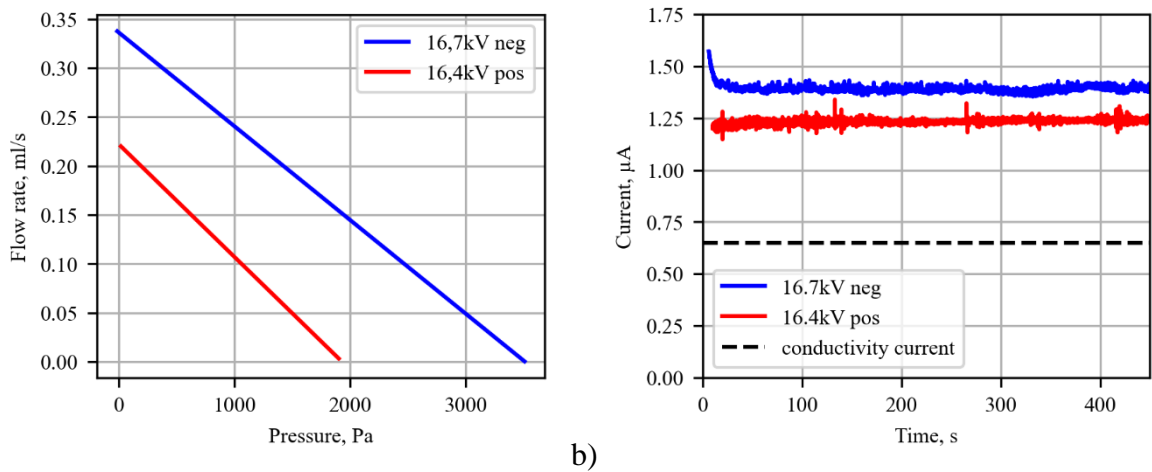 0.35
0.30
0.25
0.20
0.15
0.10
0.05
0.00
Flow rate, ml/s
0
1000
2000
3000
Pressure, Pa
16,7kV neg
16,4kV pos
b)
1.75
1.50
1.25
1.00
0.75
0.50
0.25
0.00
Current, μA
0
100
200
300
400
Time, s
16.7kV neg
16.4kV pos
conductivity current